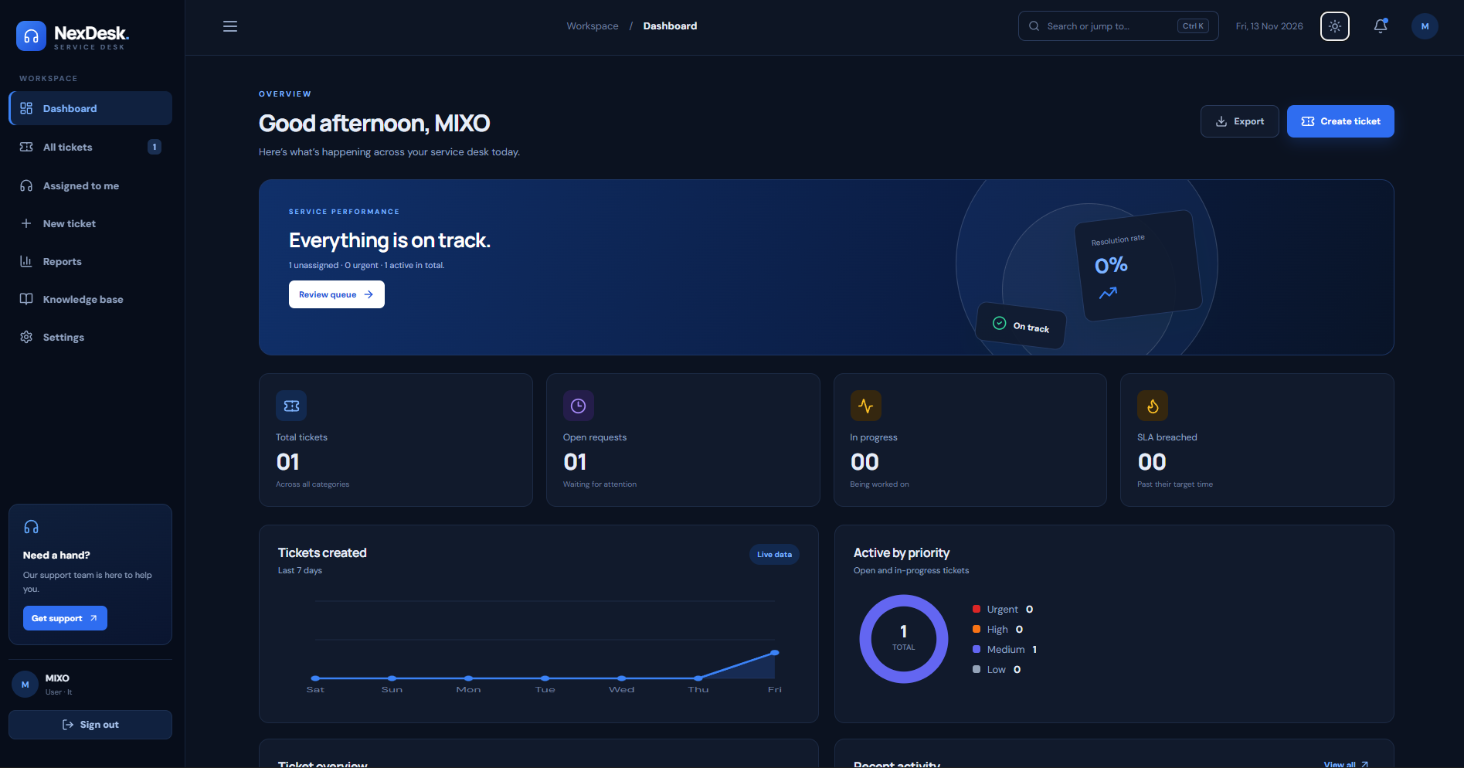 NexDesk.
SERVICE DESK
Workspace / Dashboard
Search or jump to...
Ctrl K
Fri, 13 Nov 2026
M
WORKSPACE
Dashboard
All tickets 1
Assigned to me
New ticket
Reports
Knowledge base
Settings
Need a hand?
Our support team is here to help
you.
Get support
M
MIXO
User · It
Sign out
OVERVIEW
Good afternoon, MIXO
Here's what's happening across your service desk today.
Export
Create ticket
SERVICE PERFORMANCE
Everything is on track.
1 unassigned · 0 urgent · 1 active in total.
Review queue
Resolution rate
0%
On track
Total tickets
01
Across all categories
Open requests
01
Waiting for attention
In progress
00
Being worked on
SLA breached
00
Past their target time
Tickets created
Last 7 days
Live data
Sat Sun Mon Tue Wed Thu Fri
Active by priority
Open and in-progress tickets
1
TOTAL
Urgent 0
High 0
Medium 1
Low 0
Ticket overview
Recent activity
View all